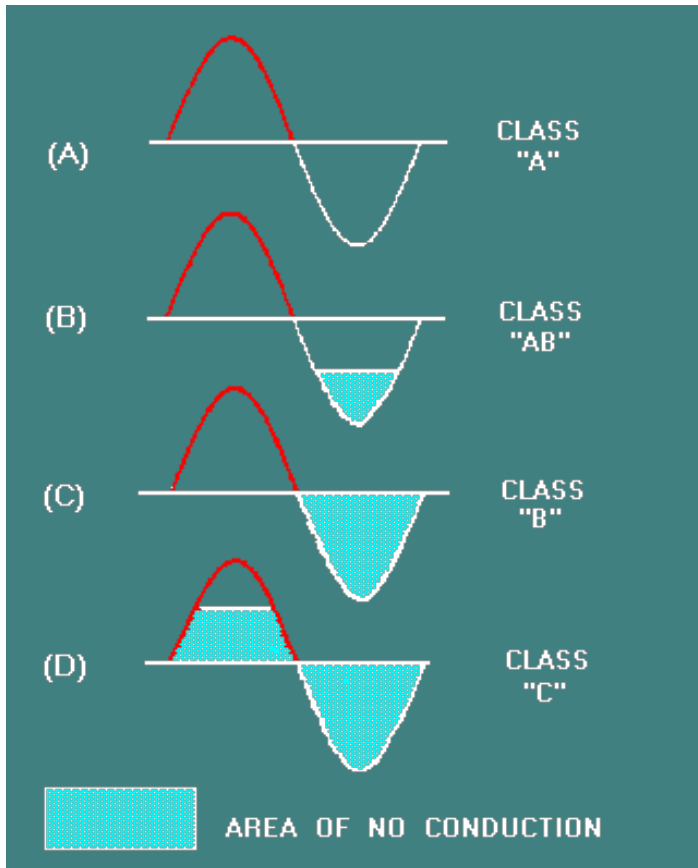 (A)
CLASS
"A"
(B)
CLASS
"AB"
(C)
CLASS
"B"
(D)
CLASS
"C"
AREA OF NO CONDUCTION